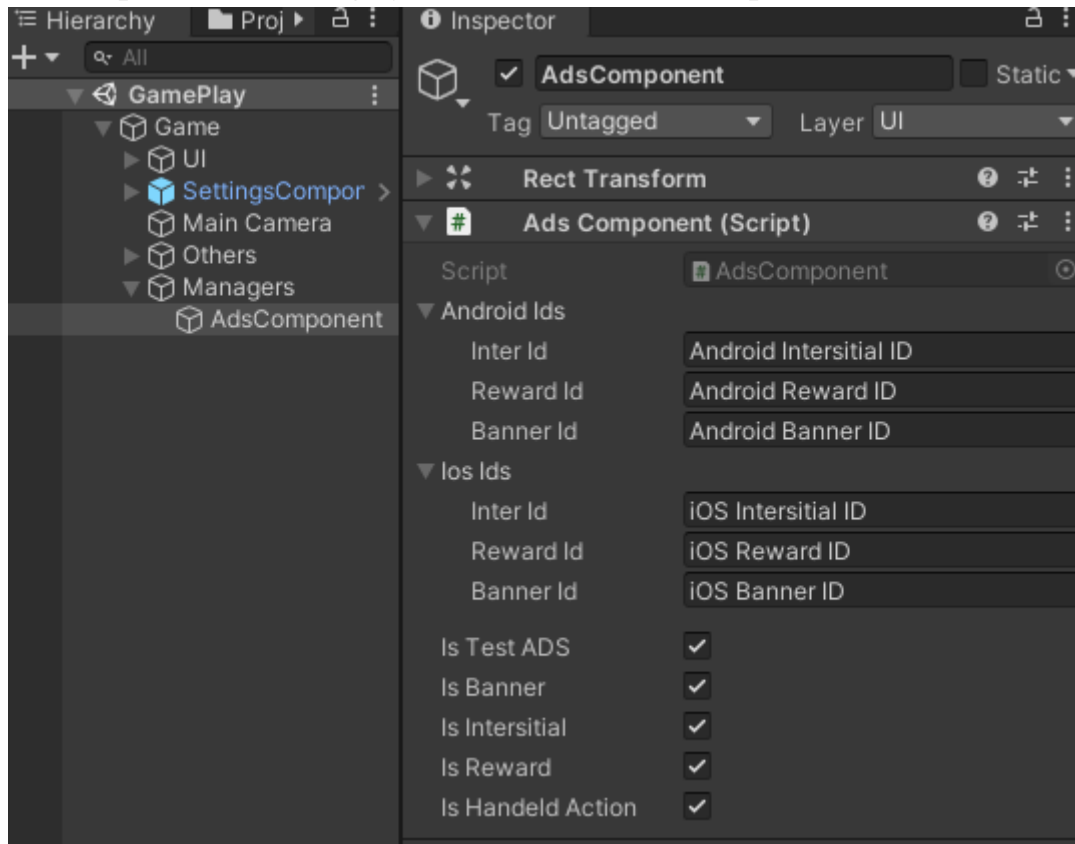 Hierarchy
Proj
All
GamePlay
Game
UI
SettingsCompor
Main Camera
Others
Managers
AdsComponent
Inspector
AdsComponent
Static
Tag Untagged
Layer UI
Rect Transform
# Ads Component (Script)
Script # AdsComponent
Android Ids
Inter Id Android Intersitial ID
Reward Id Android Reward ID
Banner Id Android Banner ID
Ios Ids
Inter Id iOS Intersitial ID
Reward Id iOS Reward ID
Banner Id iOS Banner ID
Is Test ADS
Is Banner
Is Intersitial
Is Reward
Is Handeld Action